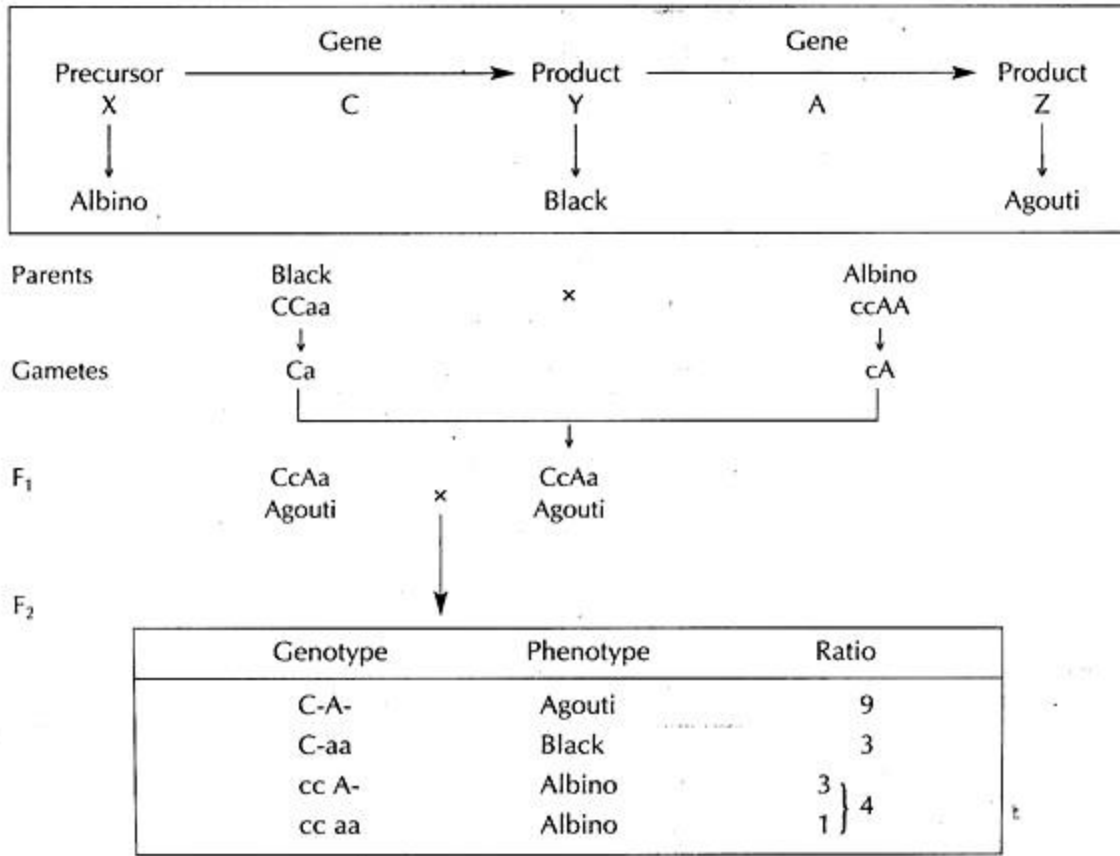 Gene Gene
Precursor Product Product
X C Y A Z
Albino Black Agouti
Parents Black Albino
CCaa × ccAA
Gametes Ca cA
F₁ CcAa × CcAa
Agouti Agouti
F₂
Genotype Phenotype Ratio
C-A- Agouti 9
C-aa Black 3
cc A- Albino 3
4
cc aa Albino 1